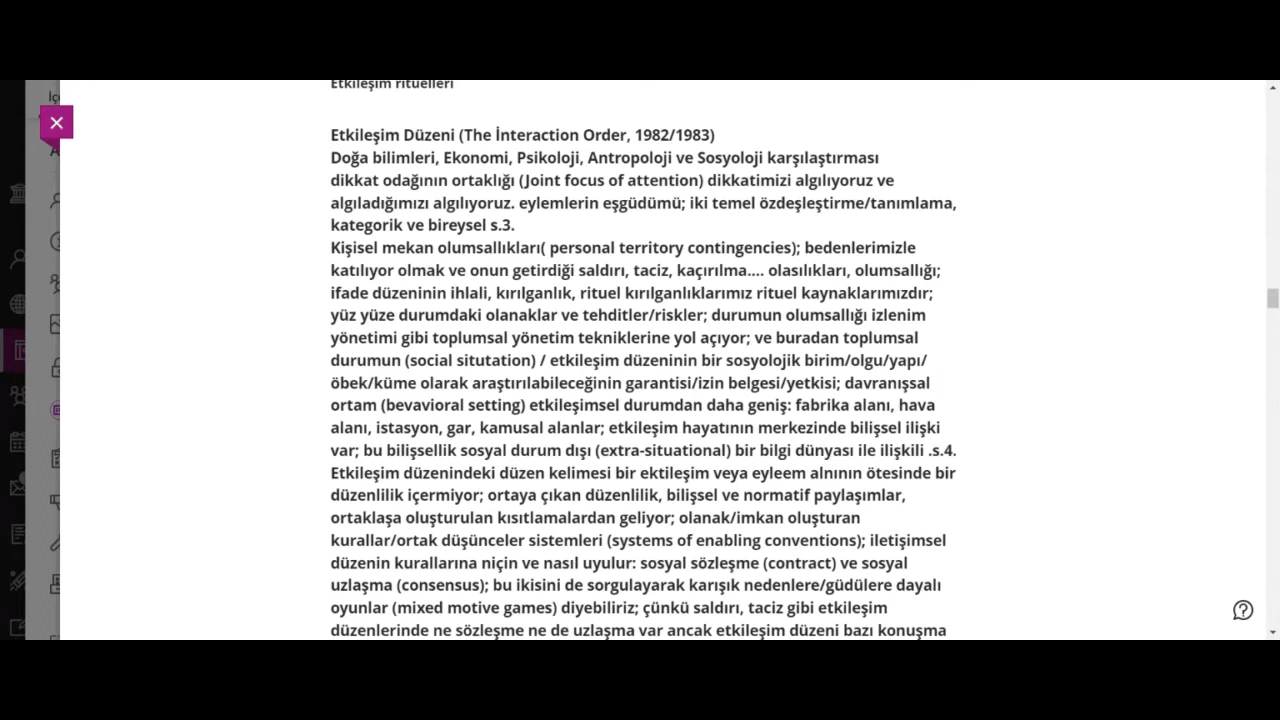 Etkileşim ritüelleri
İç
Etkileşim Düzeni (The İnteraction Order, 1982/1983)
Doğa bilimleri, Ekonomi, Psikoloji, Antropoloji ve Sosyoloji karşılaştırması
dikkat odağının ortaklığı (Joint focus of attention) dikkatimizi algılıyoruz ve
algıladığımızı algılıyoruz. eylemlerin eşgüdümü; iki temel özdeşleştirme/tanımlama,
kategorik ve bireysel s.3.
Kişisel mekan olumsallıkları( personal territory contingencies); bedenlerimizle
katılıyor olmak ve onun getirdiği saldırı, taciz, kaçırılma.... olasılıkları, olumsallığı;
ifade düzeninin ihlali, kırılganlık, rituel kırılganlıklarımız rituel kaynaklarımızdır;
yüz yüze durumdaki olanaklar ve tehditler/riskler; durumun olumsallığı izlenim
yönetimi gibi toplumsal yönetim tekniklerine yol açıyor; ve buradan toplumsal
durumun (social situtation) / etkileşim düzeninin bir sosyolojik birim/olgu/yapı/
öbek/küme olarak araştırılabileceğinin garantisi/izin belgesi/yetkisi; davranışsal
ortam (bevavioral setting) etkileşimsel durumdan daha geniş: fabrika alanı, hava
alanı, istasyon, gar, kamusal alanlar; etkileşim hayatının merkezinde bilişsel ilişki
var; bu bilişsellik sosyal durum dışı (extra-situational) bir bilgi dünyası ile ilişkili .s.4.
Etkileşim düzenindeki düzen kelimesi bir ektileşim veya eyleem alnının ötesinde bir
düzenlilik içermiyor; ortaya çıkan düzenlilik, bilişsel ve normatif paylaşımlar,
ortaklaşa oluşturulan kısıtlamalardan geliyor; olanak/imkan oluşturan
kurallar/ortak düşünceler sistemleri (systems of enabling conventions); iletişimsel
düzenin kurallarına niçin ve nasıl uyulur: sosyal sözleşme (contract) ve sosyal
uzlaşma (consensus); bu ikisini de sorgulayarak karışık nedenlere/güdülere dayalı
oyunlar (mixed motive games) diyebiliriz; çünkü saldırı, taciz gibi etkileşim
düzenlerinde ne sözleşme ne de uzlaşma var ancak etkileşim düzeni bazı konuşma